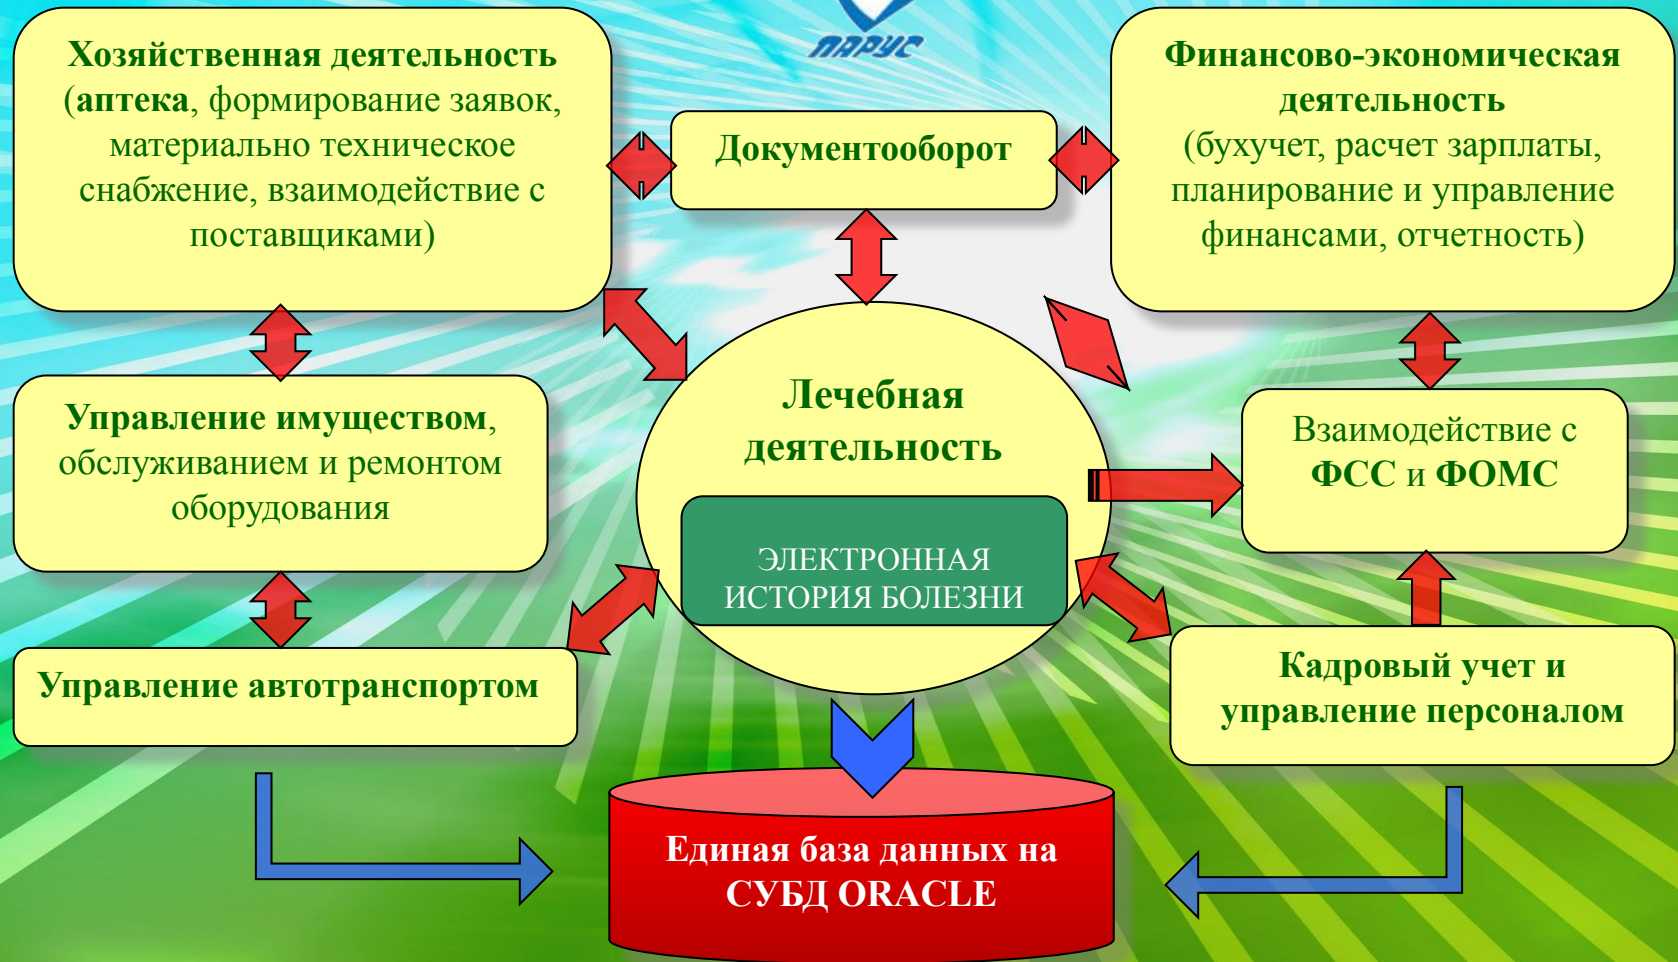 ПАРУС
Хозяйственная деятельность
(аптека, формирование заявок,
материально техническое
снабжение, взаимодействие с
поставщиками)
Документооборот
Финансово-экономическая
деятельность
(бухучет, расчет зарплаты,
планирование и управление
финансами, отчетность)
Управление имуществом,
обслуживанием и ремонтом
оборудования
Лечебная
деятельность
ЭЛЕКТРОННАЯ
ИСТОРИЯ БОЛЕЗНИ
Взаимодействие с
ФСС и ФОМС
Управление автотранспортом
Кадровый учет и
управление персоналом
Единая база данных на
СУБД ORACLE